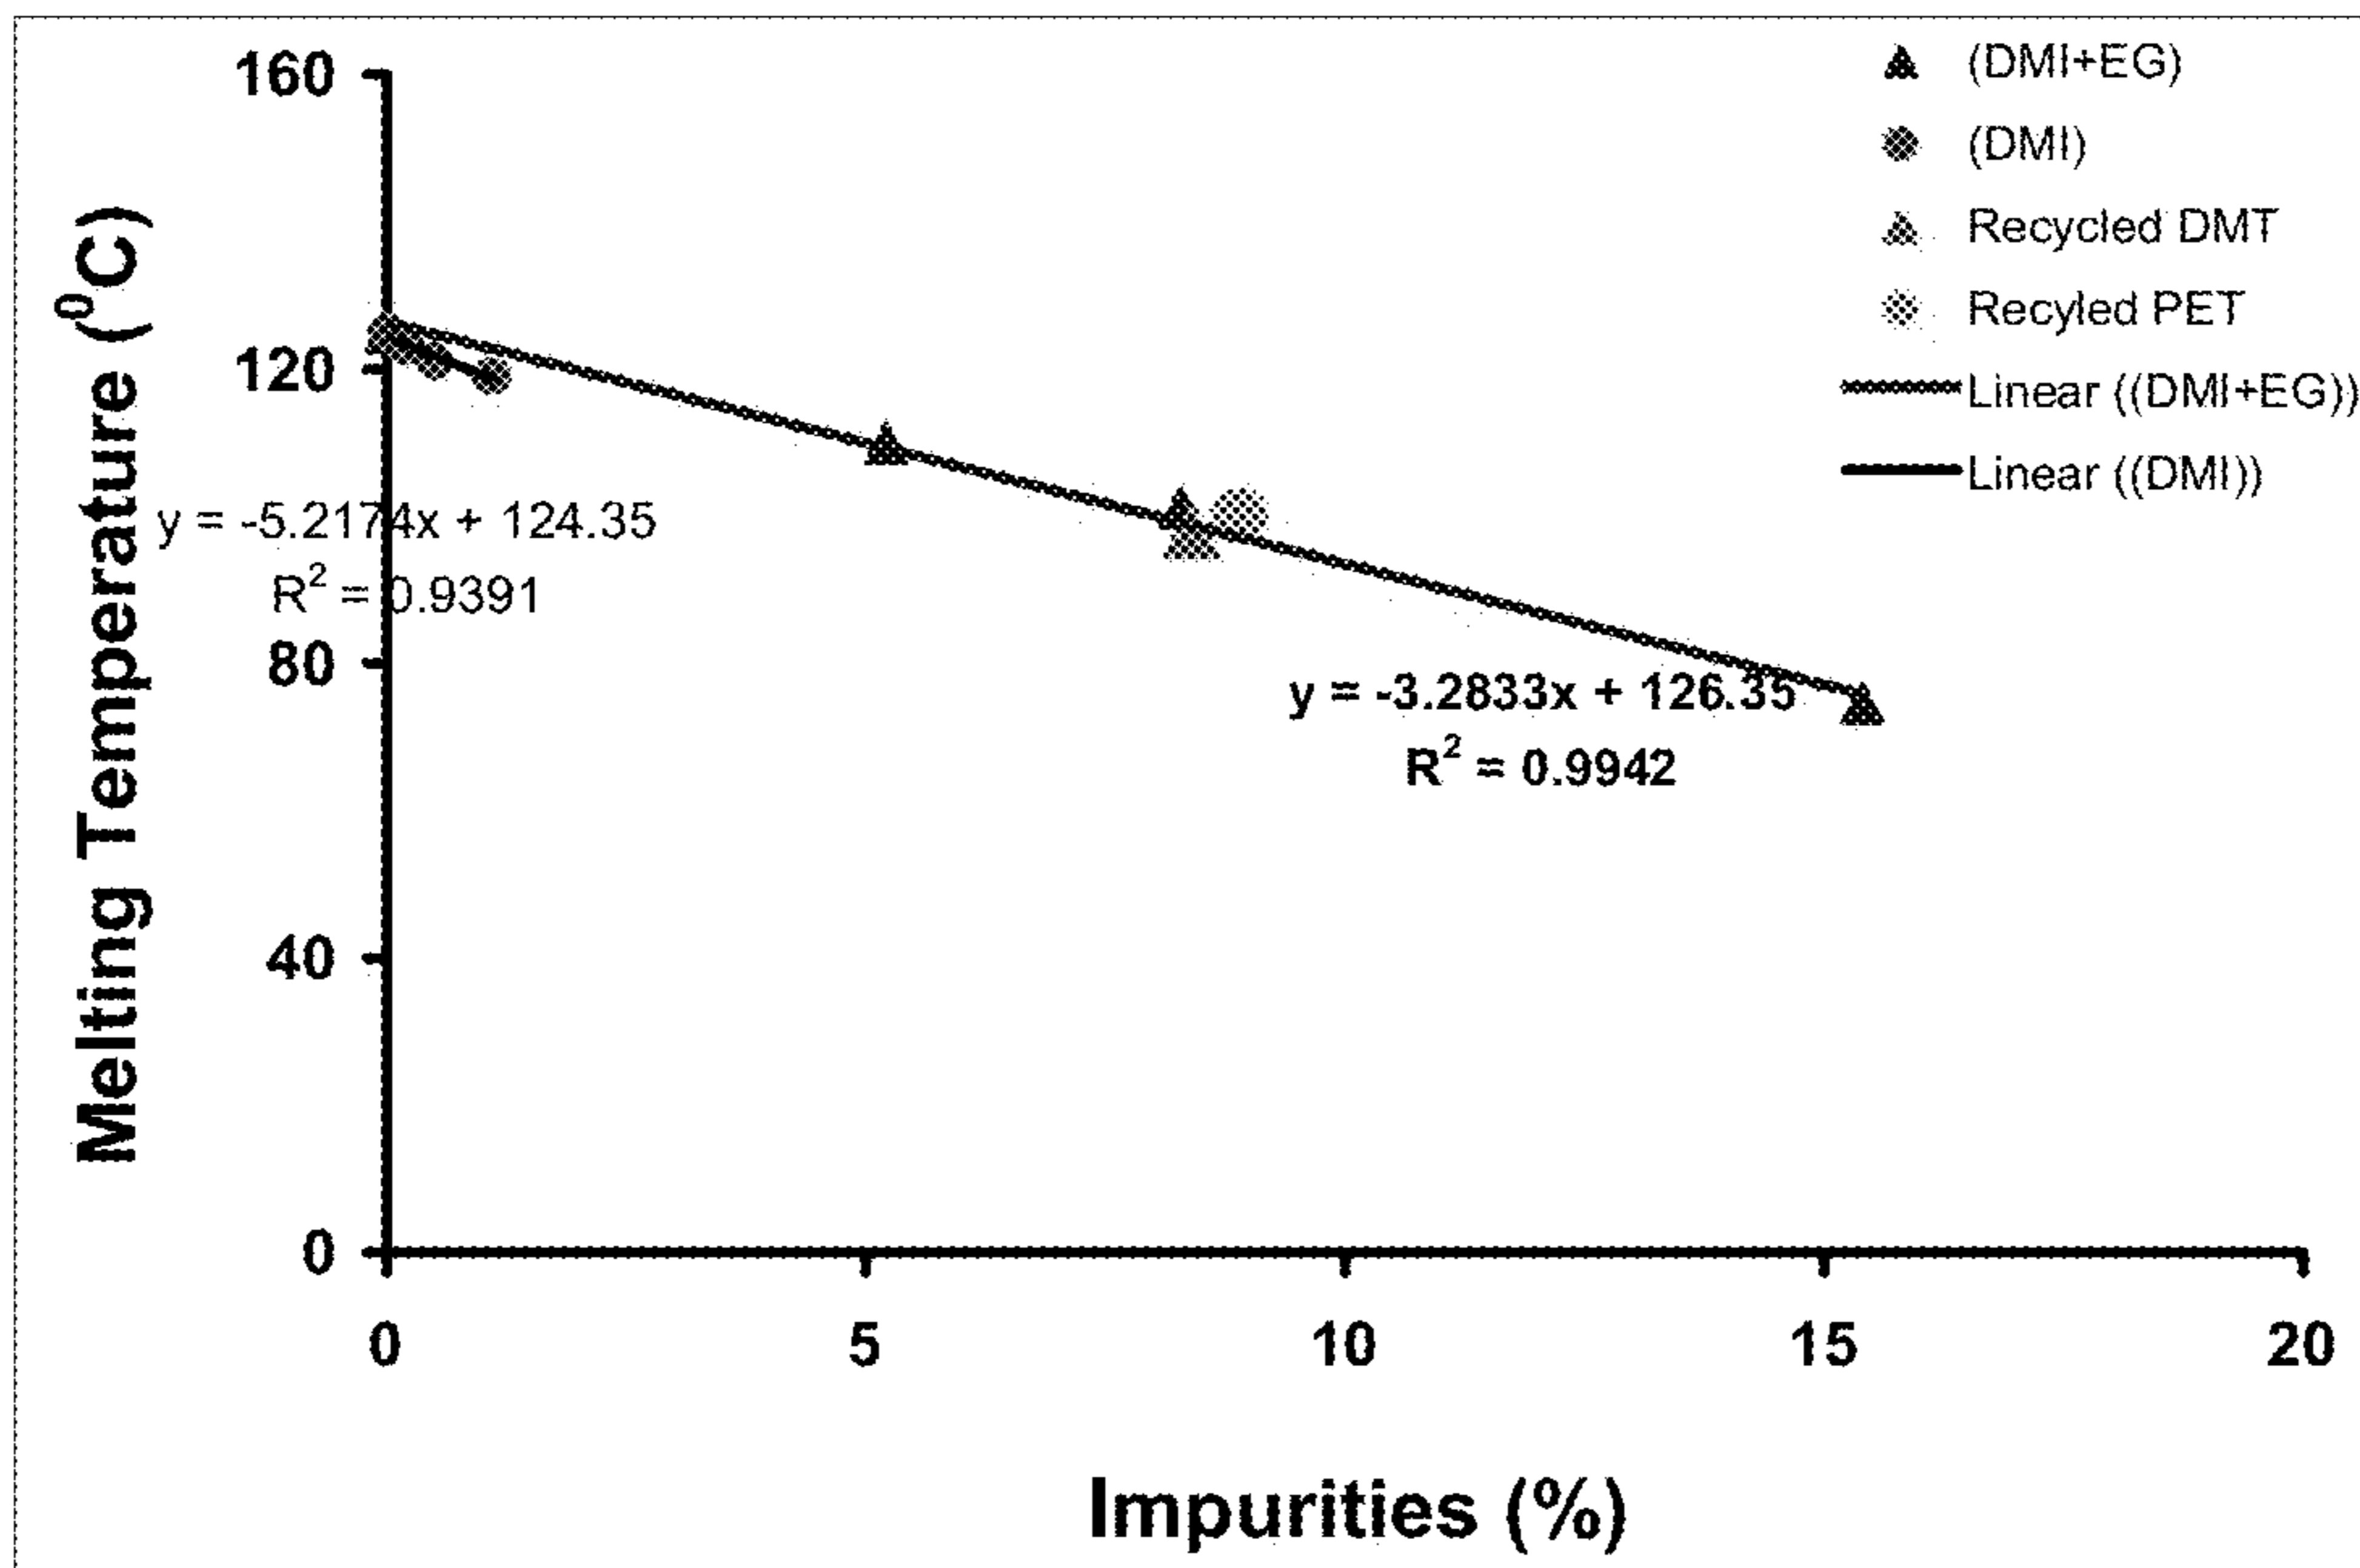 160
120
80
40
0
Melting Temperature (⁰C)
(DMI+EG)
(DMI)
Recycled DMT
Recyled PET
Linear ((DMI+EG))
Linear ((DMI))
y = -5.2174x + 124.35
R² = 0.9391
y = -3.2833x + 126.35
R² = 0.9942
0 5 10 15 20
Impurities (%)